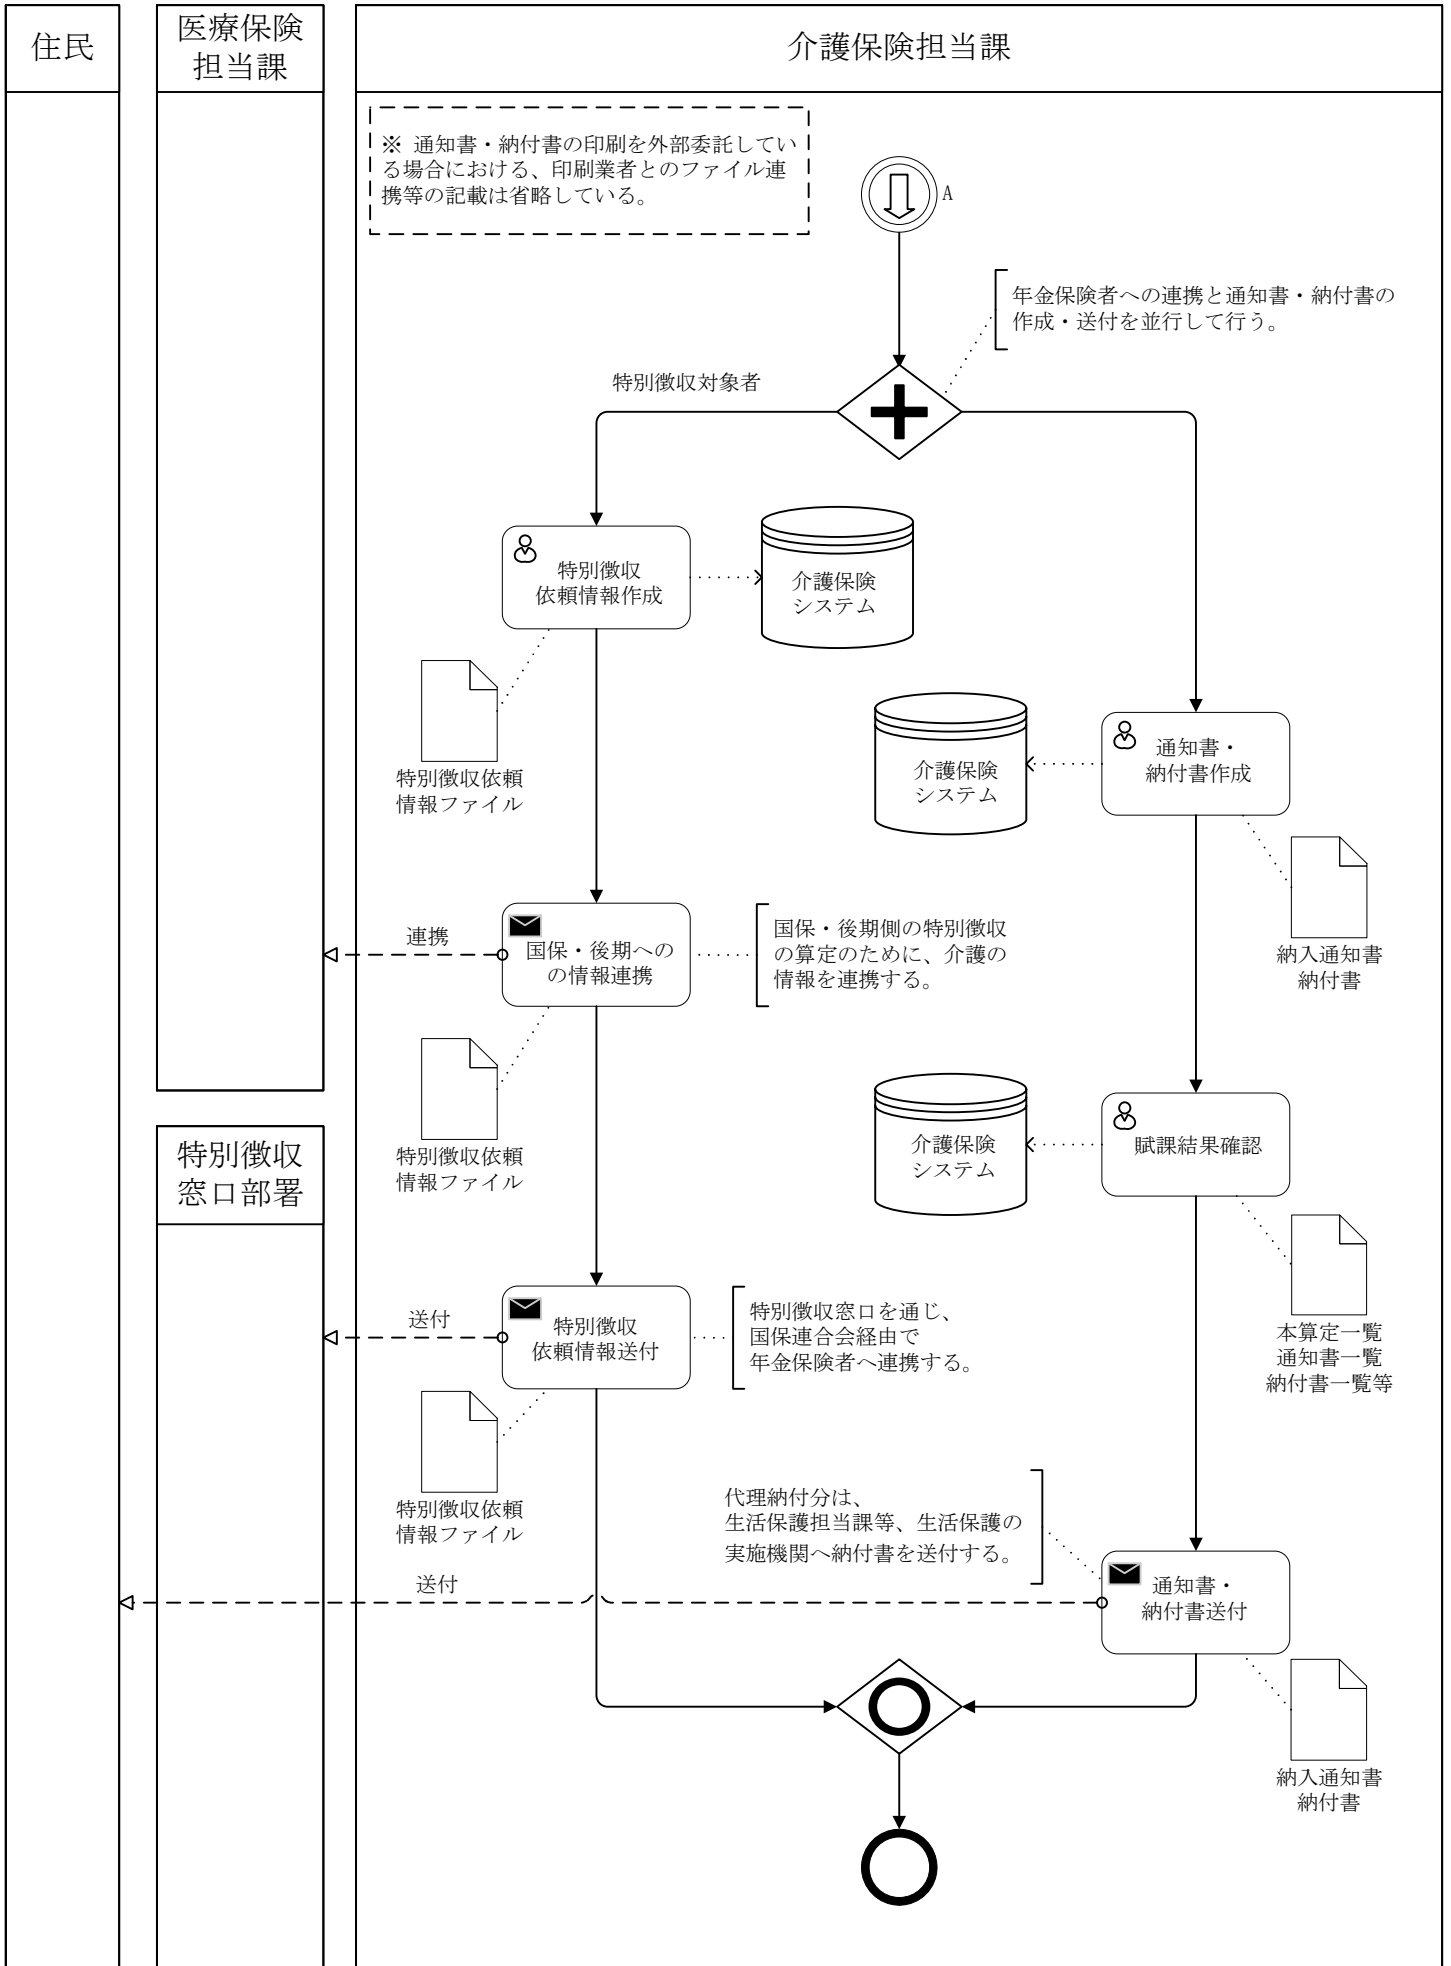 住民
医療保険
担当課
介護保険担当課
※ 通知書・納付書の印刷を外部委託してい
る場合における、印刷業者とのファイル連
携等の記載は省略している。
A
年金保険者への連携と通知書・納付書の
作成・送付を並行して行う。
特別徴収対象者
特別徴収
依頼情報作成
介護保険
システム
特別徴収依頼
情報ファイル
介護保険
システム
通知書・
納付書作成
納入通知書
納付書
連携
国保・後期への
の情報連携
国保・後期側の特別徴収
の算定のために、介護の
情報を連携する。
特別徴収依頼
情報ファイル
介護保険
システム
賦課結果確認
本算定一覧
通知書一覧
納付書一覧等
特別徴収
窓口部署
送付
特別徴収
依頼情報送付
特別徴収窓口を通じ、
国保連合会経由で
年金保険者へ連携する。
特別徴収依頼
情報ファイル
代理納付分は、
生活保護担当課等、生活保護の
実施機関へ納付書を送付する。
送付
通知書・
納付書送付
納入通知書
納付書